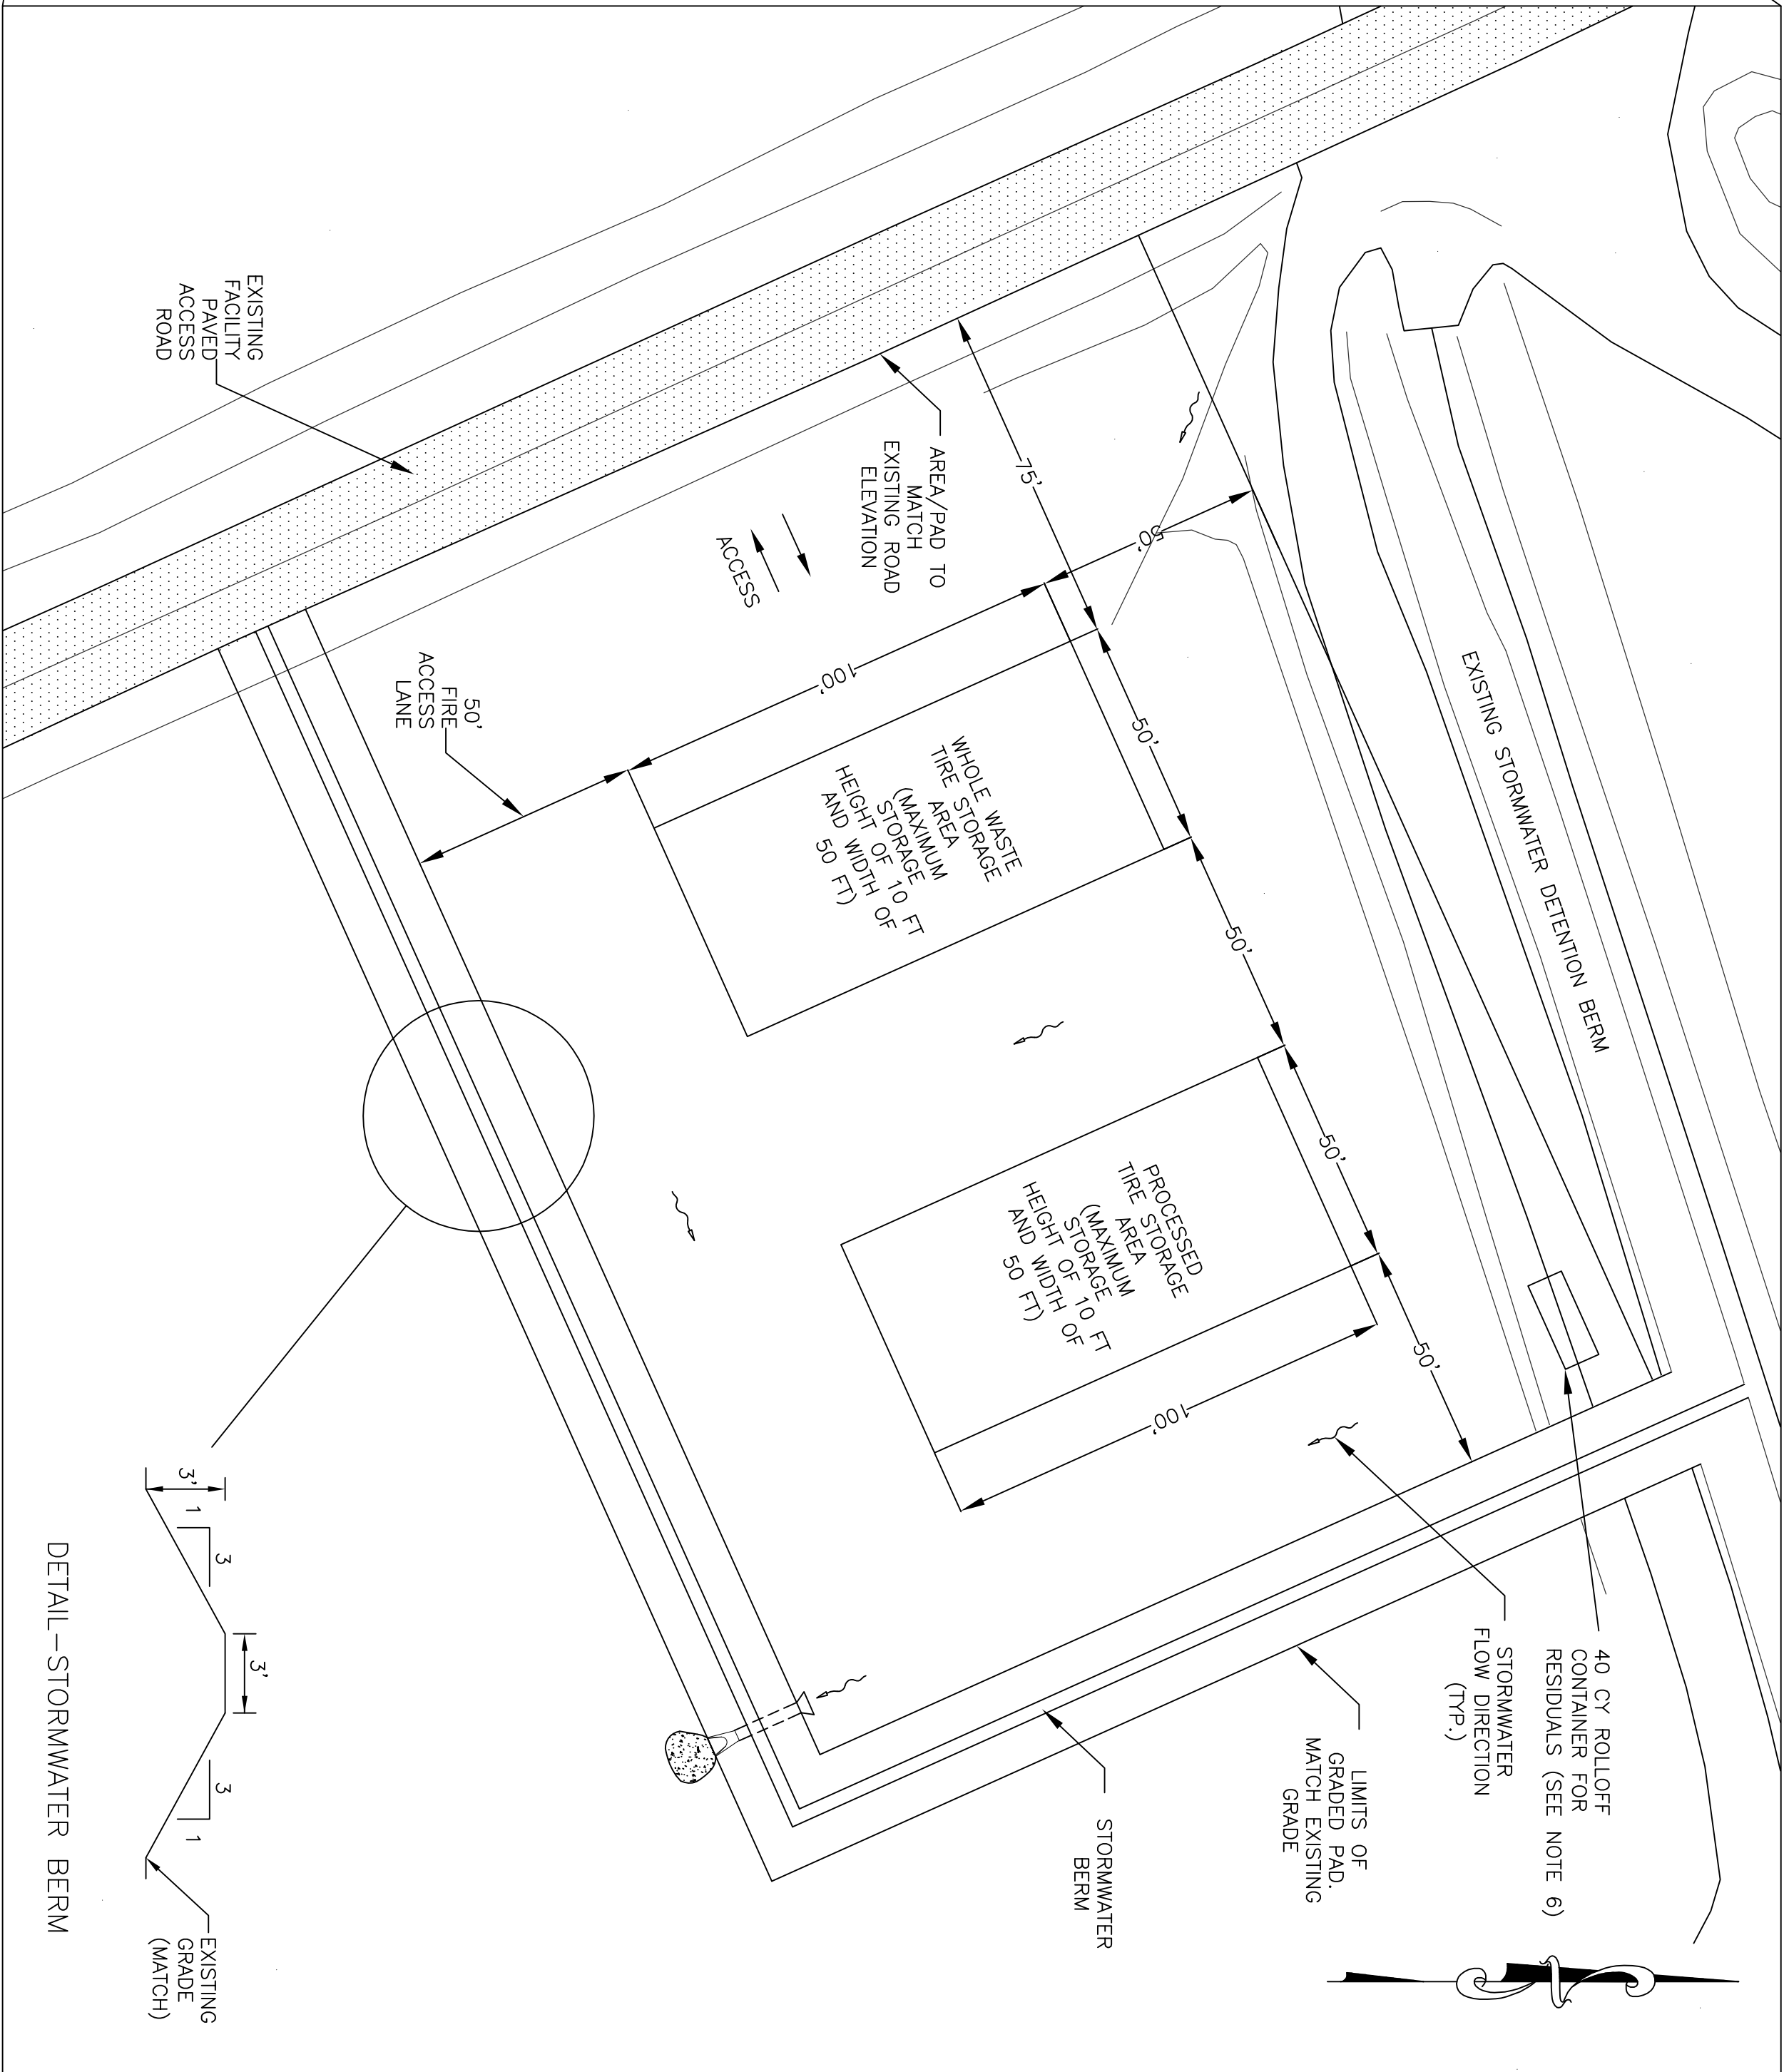 EXISTING
FACILITY
PAVED
ACCESS
ROAD
AREA/PAD TO
MATCH
EXISTING ROAD
ELEVATION
ACCESS
75'
50'
100'
50'
50'
50'
50'
100'
50'
FIRE
ACCESS
LANE
WHOLE WASTE
TIRE STORAGE
AREA
(MAXIMUM
STORAGE
HEIGHT OF 10 FT
AND WIDTH OF
50 FT)
PROCESSED
TIRE STORAGE
AREA
(MAXIMUM
STORAGE
HEIGHT OF 10 FT
AND WIDTH OF
50 FT)
EXISTING STORMWATER DETENTION BERM
40 CY ROLLOFF
CONTAINER FOR
RESIDUALS (SEE NOTE 6)
STORMWATER
FLOW DIRECTION
(TYP.)
LIMITS OF
GRADED PAD.
MATCH EXISTING
GRADE
STORMWATER
BERM
3'
1
3
3'
3
1
EXISTING
GRADE
(MATCH)
DETAIL-STORMWATER BERM